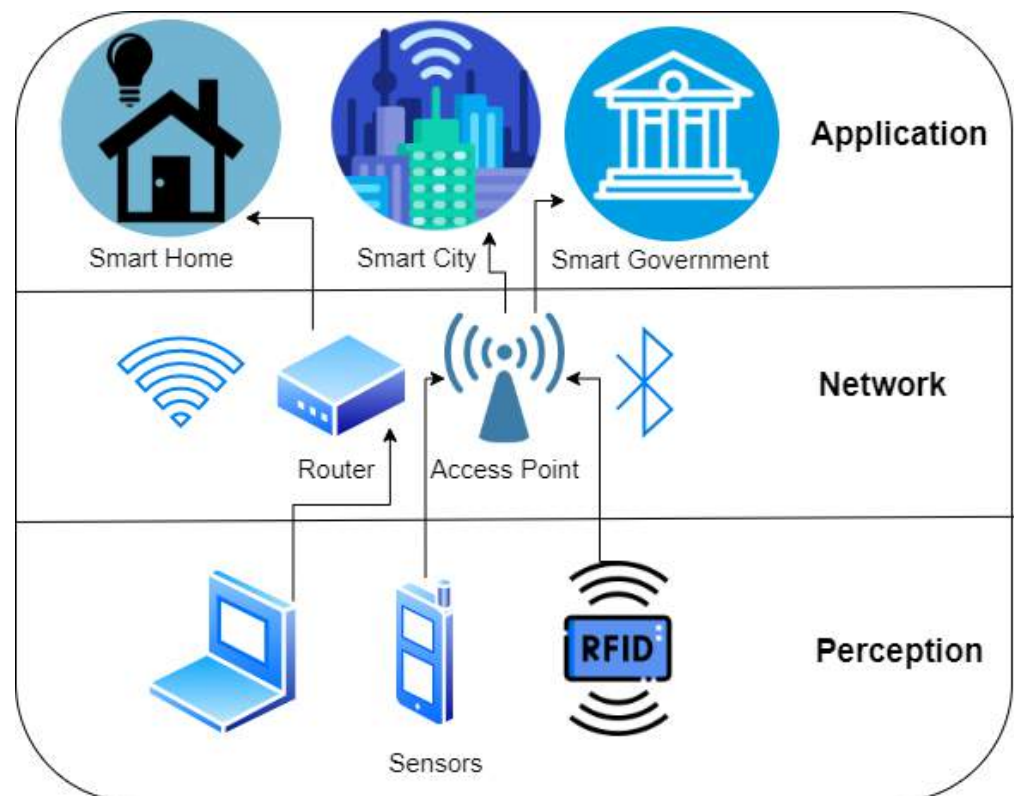 Application
Smart Home
Smart City
Smart Government
Network
Router
Access Point
RFID
Perception
Sensors